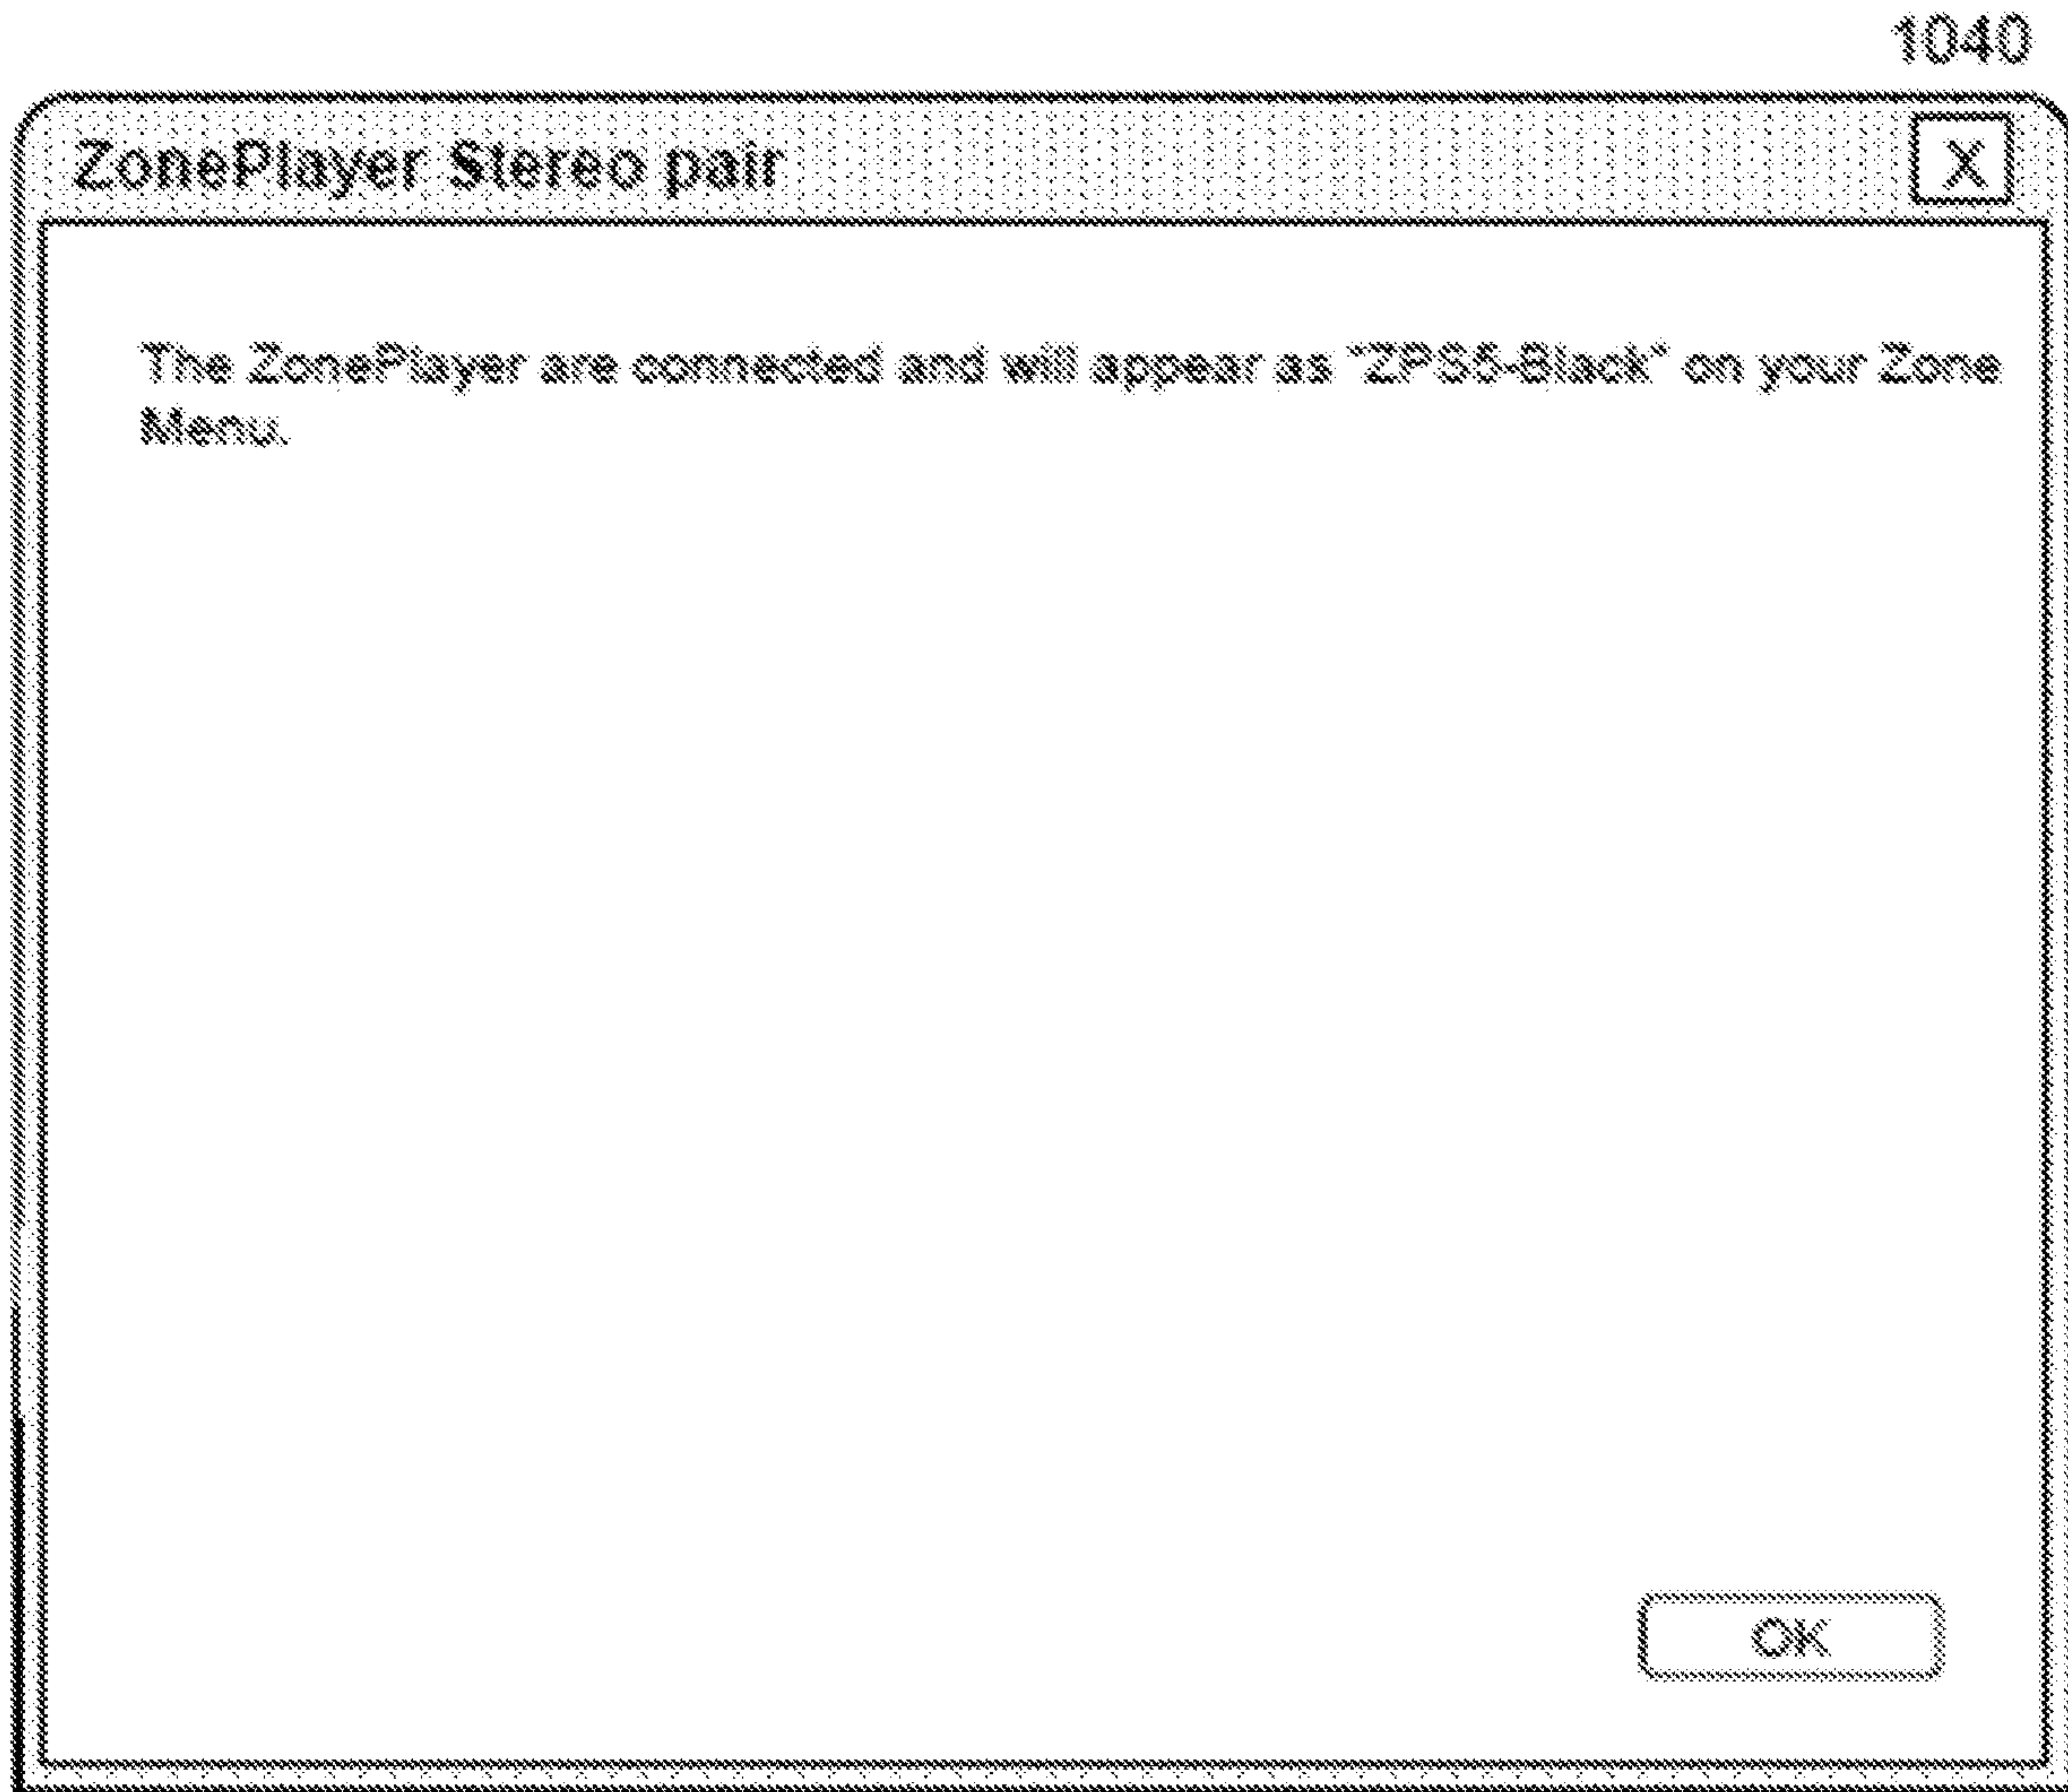 1040
ZonePlayer Stereo pair
X
The ZonePlayer are connected and will appear as "ZPS5-Black" on your Zone
Menu.
OK